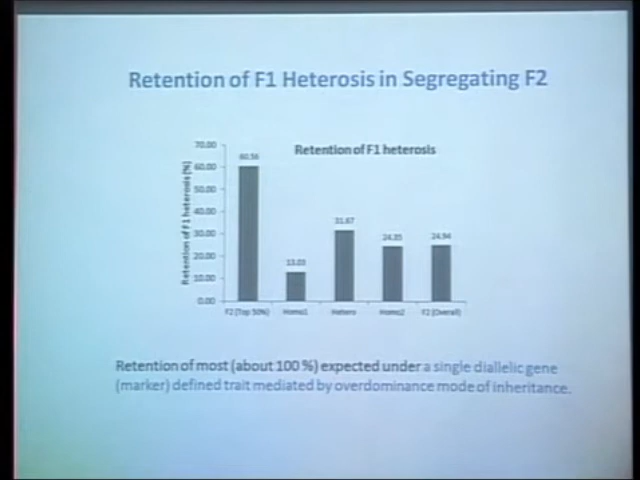 Retention of F1 Heterosis in Segregating F2
Retention of F1 heterosis
Retention of F1 heterosis[%]
70.00
60.00
50.00
40.00
30.00
20.00
10.00
0.00
60.56
13.03
31.67
24.35
24.94
F2 (Top 50%) Homo1 Hetero Homo2 F2 (Overall)
Retention of most (about 100 %) expected under a single diallelic gene
(marker) defined trait mediated by overdominance mode of inheritance.